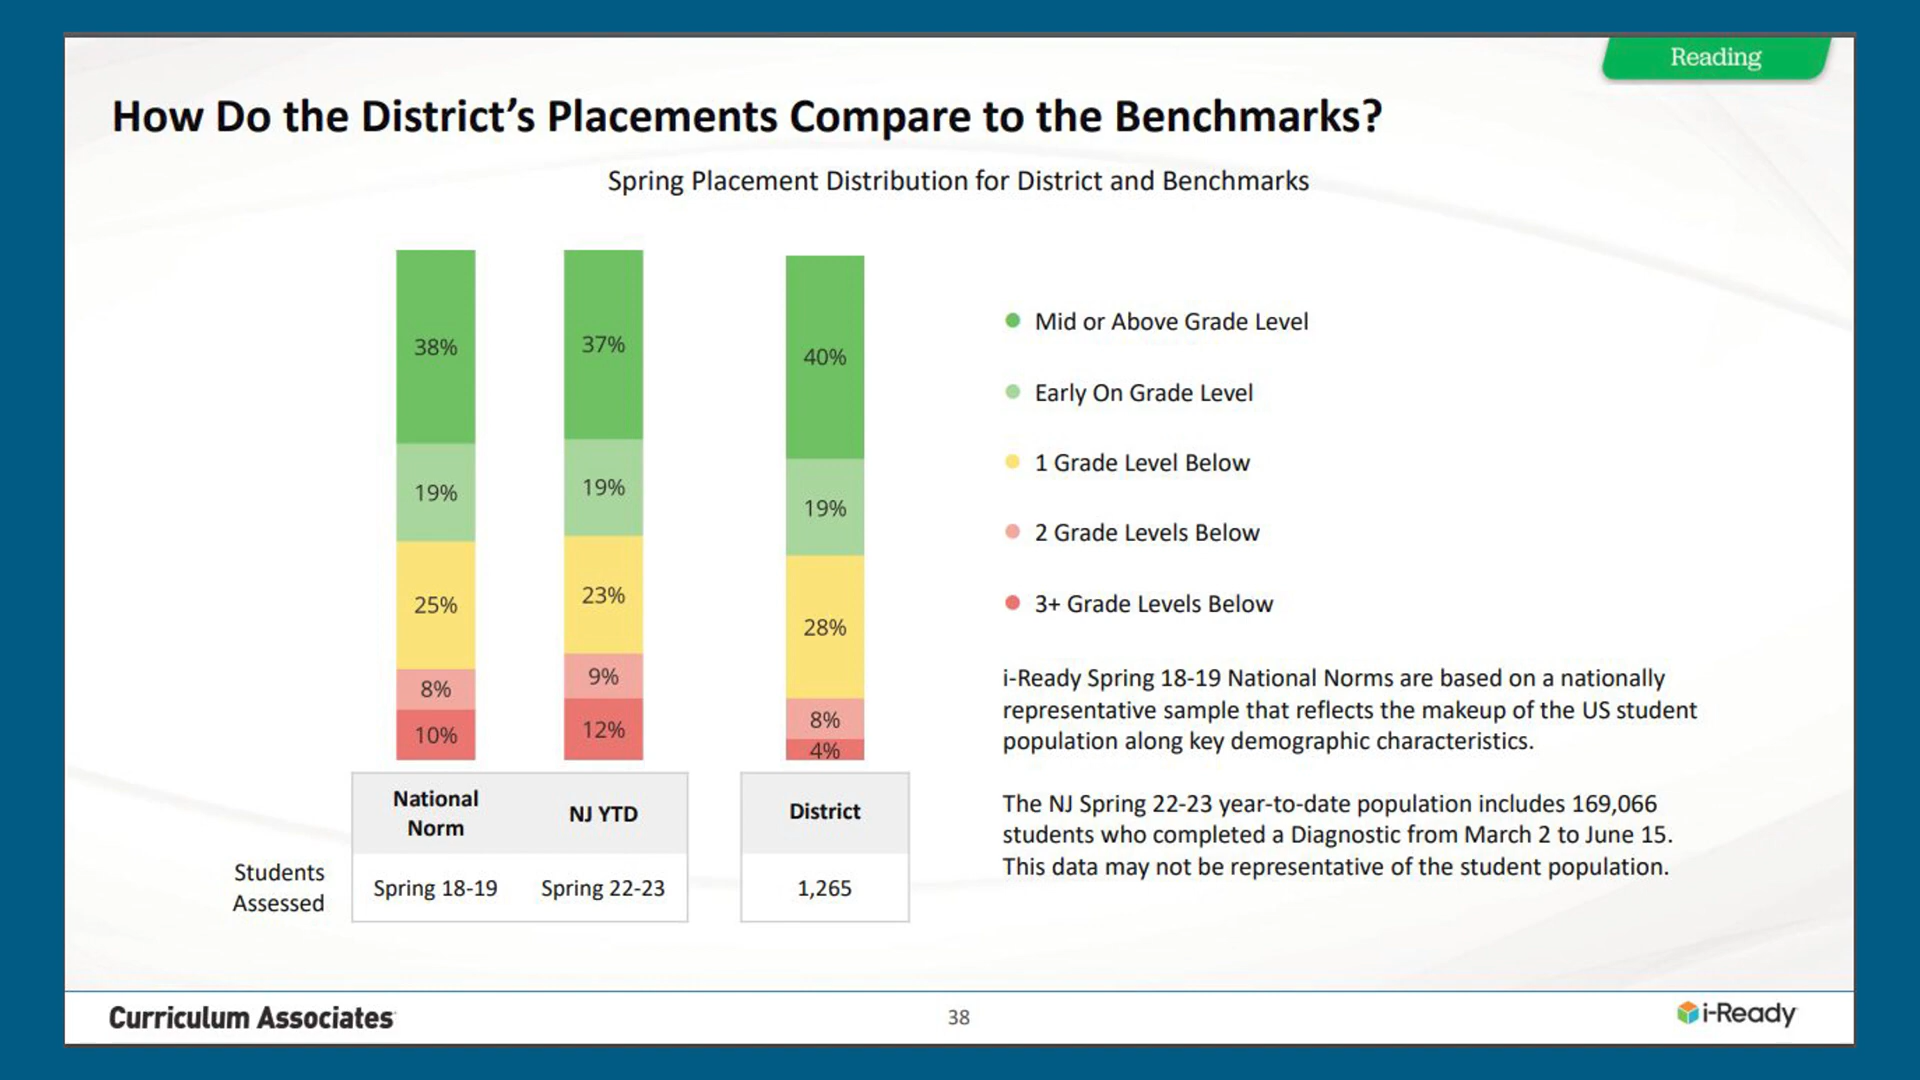 Reading
How Do the District's Placements Compare to the Benchmarks?
Spring Placement Distribution for District and Benchmarks
38%
19%
25%
8%
10%
37%
19%
23%
9%
12%
40%
19%
28%
8%
4%
Mid or Above Grade Level
Early On Grade Level
1 Grade Level Below
2 Grade Levels Below
3+ Grade Levels Below
i-Ready Spring 18-19 National Norms are based on a nationally
representative sample that reflects the makeup of the US student
population along key demographic characteristics.
The NJ Spring 22-23 year-to-date population includes 169,066
students who completed a Diagnostic from March 2 to June 15.
This data may not be representative of the student population.
National
Norm
NJ YTD
District
Students
Assessed
Spring 18-19
Spring 22-23
1,265
Curriculum Associates
38
i-Ready